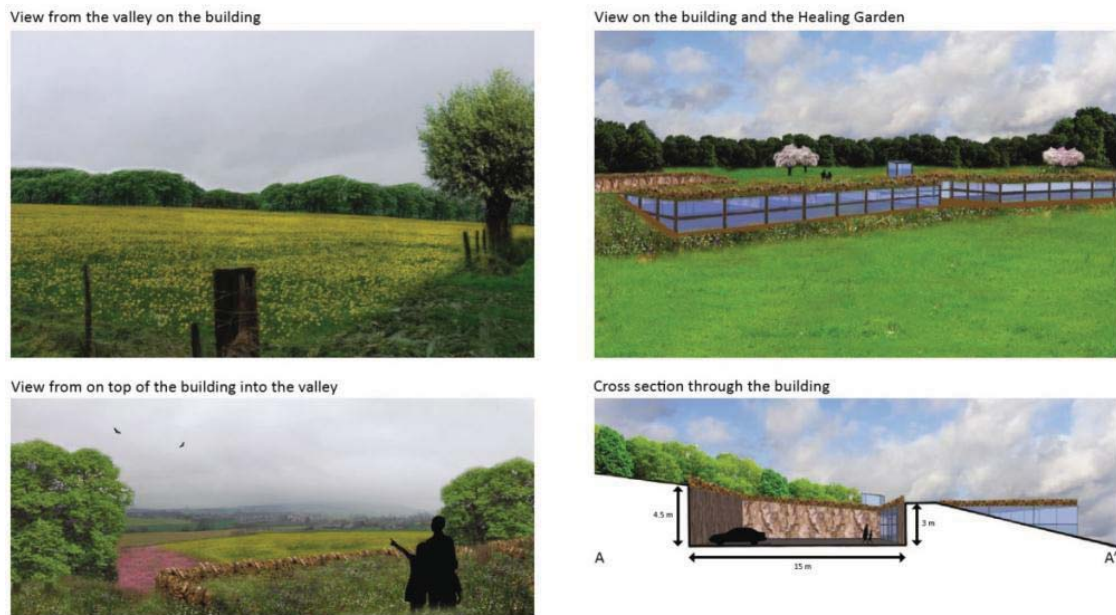 View from the valley on the building
View on the building and the Healing Garden
View from on top of the building into the valley
Cross section through the building
4.5 m
3 m
A
15 m
A'